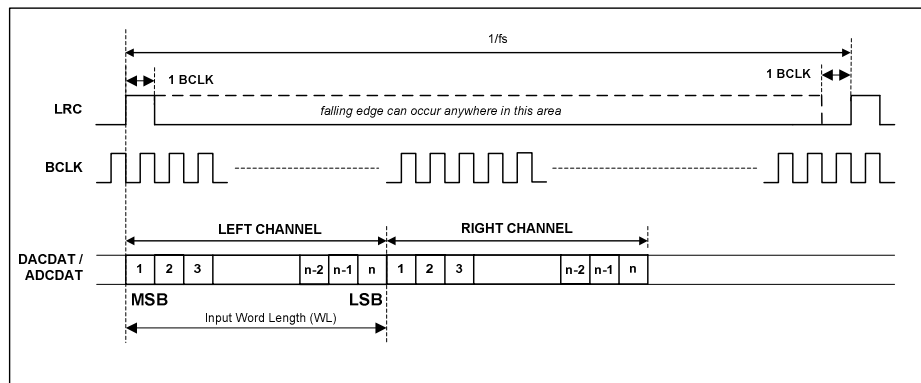 1/fs
1 BCLK
1 BCLK
LRC
falling edge can occur anywhere in this area
BCLK
LEFT CHANNEL
RIGHT CHANNEL
DACDAT /
ADCDAT
1 2 3 n-2 n-1 n 1 2 3 n-2 n-1 n
MSB
LSB
Input Word Length (WL)